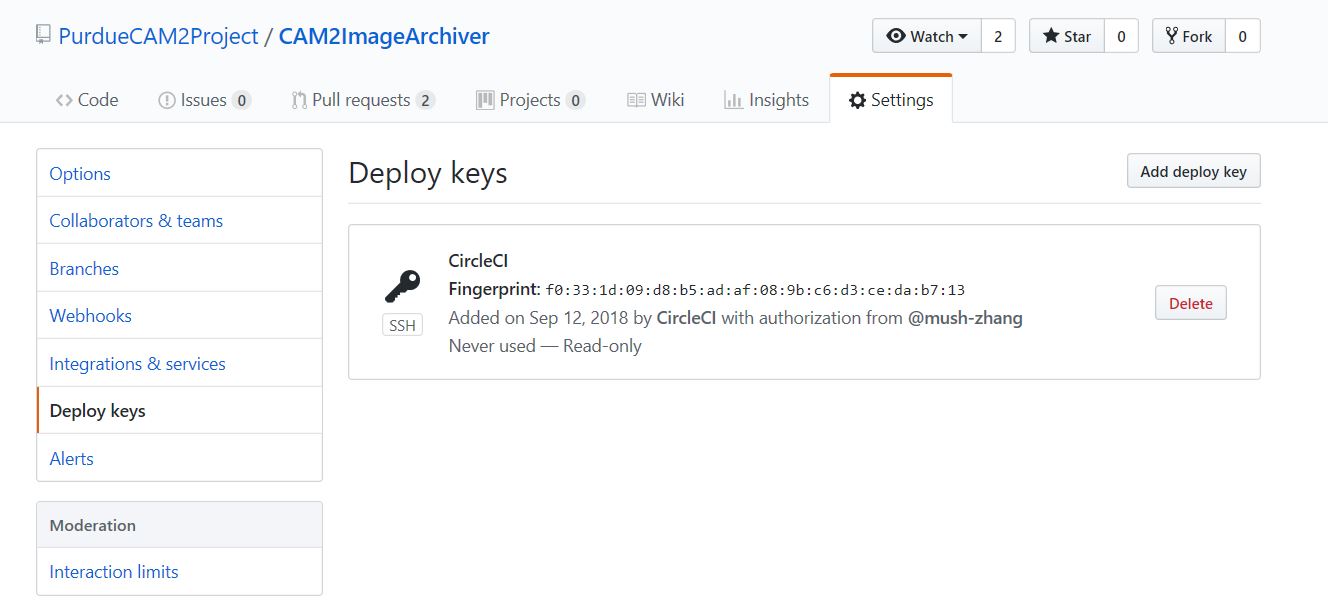 PurdueCAM2Project / CAM2ImageArchiver
Watch 2 Star 0 Fork 0
Code Issues 0 Pull requests 2 Projects 0 Wiki Insights Settings
Options
Collaborators & teams
Branches
Webhooks
Integrations & services
Deploy keys
Alerts
Moderation
Interaction limits
Deploy keys
Add deploy key
CircleCI
Fingerprint: f0:33:1d:09:d8:b5:ad:af:08:9b:c6:d3:ce:da:b7:13
SSH
Added on Sep 12, 2018 by CircleCI with authorization from @mush-zhang
Never used — Read-only
Delete